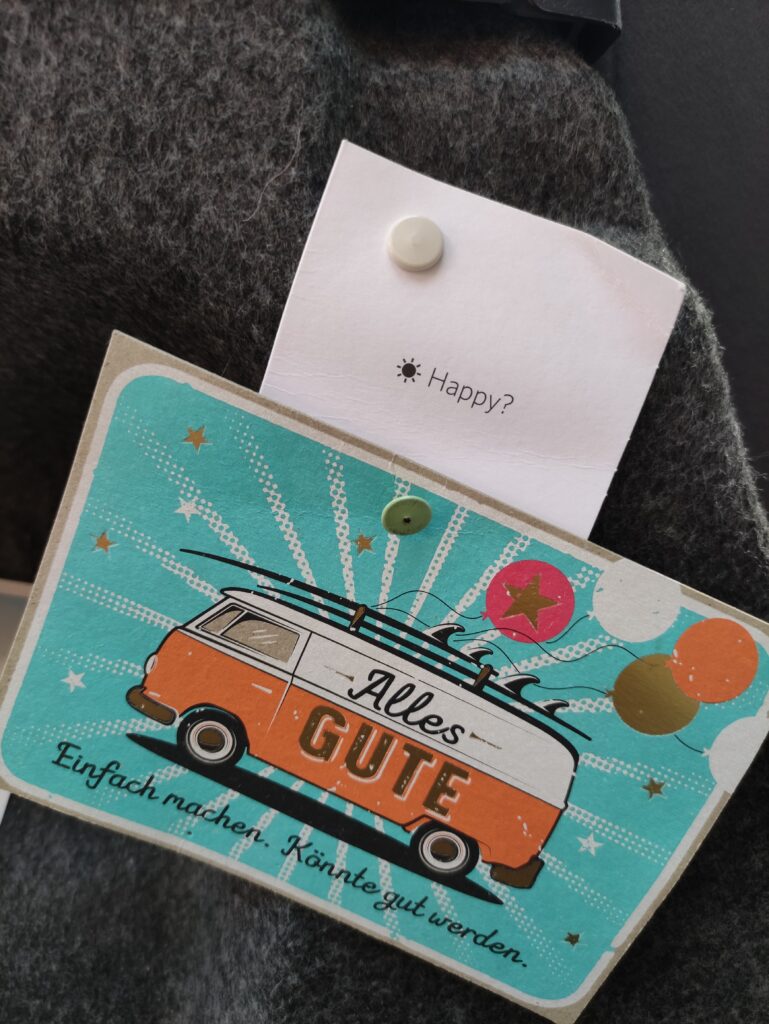 Happy?
Alles
GUTE
Einfach machen. Könnte gut werden.